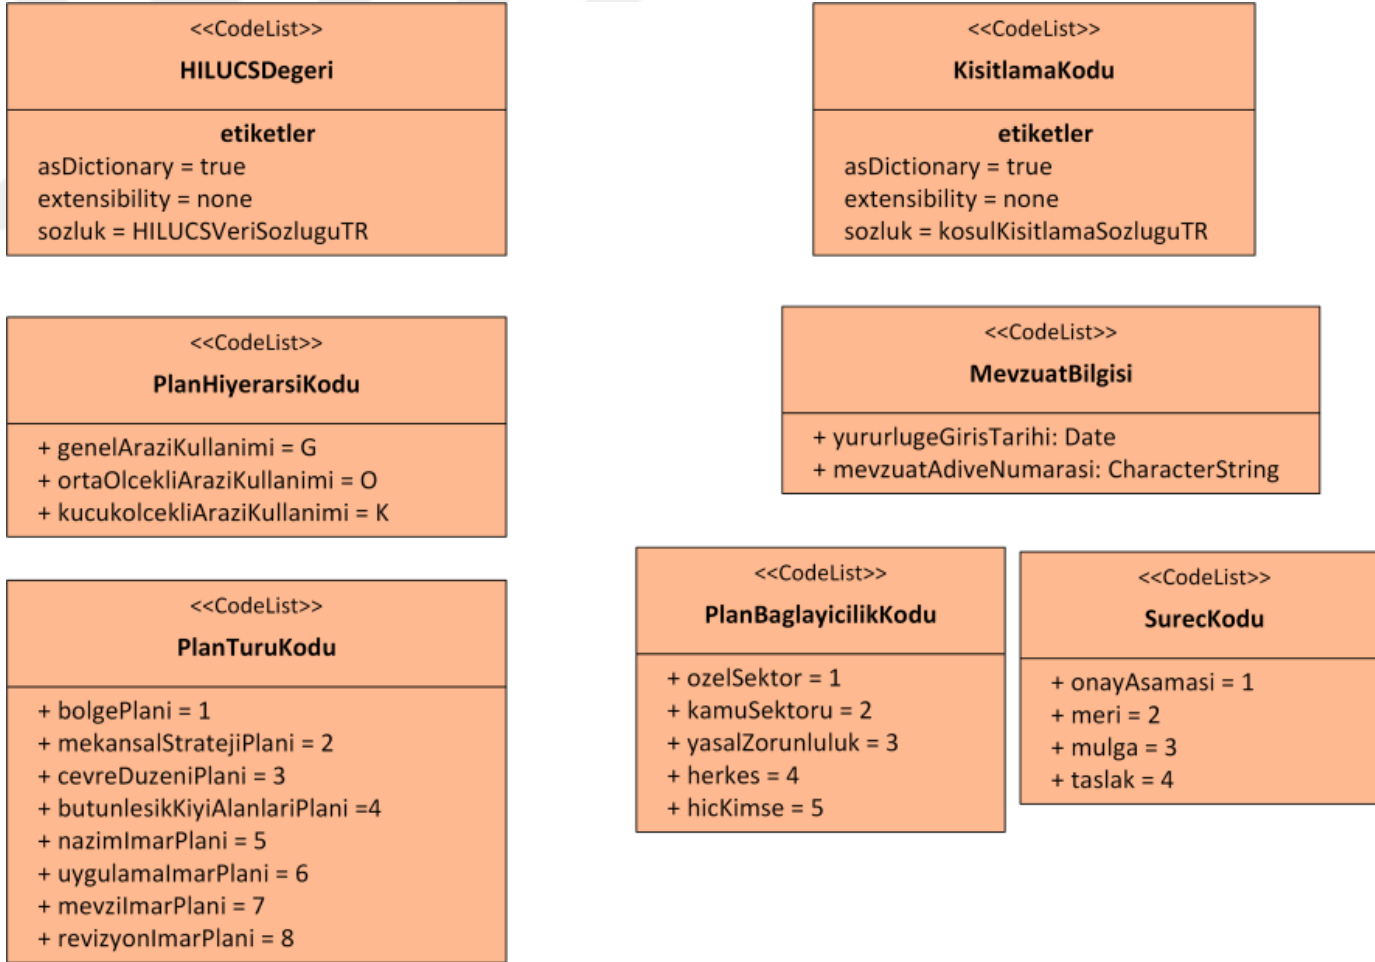 <<CodeList>>
HILUCSDegeri
etiketler
asDictionary = true
extensibility = none
sozluk = HILUCSVeriSozluguTR
<<CodeList>>
KisitlamaKodu
etiketler
asDictionary = true
extensibility = none
sozluk = kosulKisitlamaSozluguTR
<<CodeList>>
PlanHiyerarsiKodu
+ genelAraziKullanimi = G
+ ortaOlcekliAraziKullanimi = O
+ kucukolcekliAraziKullanimi = K
<<CodeList>>
MevzuatBilgisi
+ yururlugeGirisTarihi: Date
+ mevzuatAdiveNumarasi: CharacterString
<<CodeList>>
PlanTuruKodu
+ bolgePlani = 1
+ mekansalStratejiPlani = 2
+ cevreDuzeniPlani = 3
+ butunlesikKiyiAlanlariPlani =4
+ nazimImarPlani = 5
+ uygulamaImarPlani = 6
+ mevziImarPlani = 7
+ revizyonImarPlani = 8
<<CodeList>>
PlanBaglayicilikKodu
+ ozelSektor = 1
+ kamuSektoru = 2
+ yasalZorunluluk = 3
+ herkes = 4
+ hicKimse = 5
<<CodeList>>
SurecKodu
+ onayAsamasi = 1
+ meri = 2
+ mulga = 3
+ taslak = 4